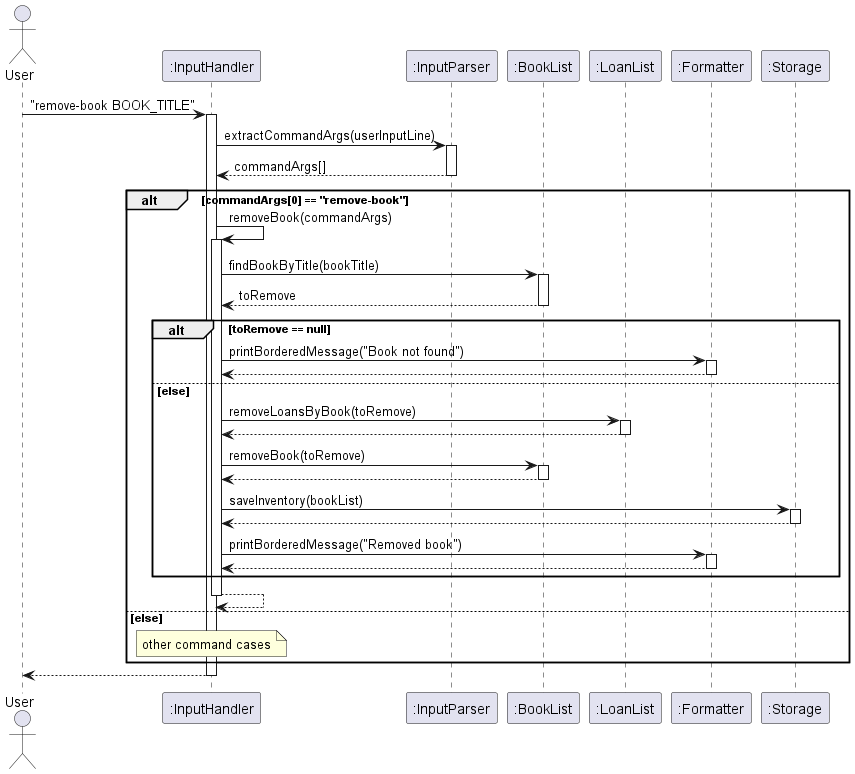 User
:InputHandler
:InputParser
:BookList
:LoanList
:Formatter
:Storage
"remove-book BOOK_TITLE"
extractCommandArgs(userInputLine)
commandArgs[]
alt
[commandArgs[0] == "remove-book"]
removeBook(commandArgs)
findBookByTitle(bookTitle)
toRemove
alt
[toRemove == null]
printBorderedMessage("Book not found")
[else]
removeLoansByBook(toRemove)
removeBook(toRemove)
saveInventory(bookList)
printBorderedMessage("Removed book")
[else]
other command cases
User
:InputHandler
:InputParser
:BookList
:LoanList
:Formatter
:Storage